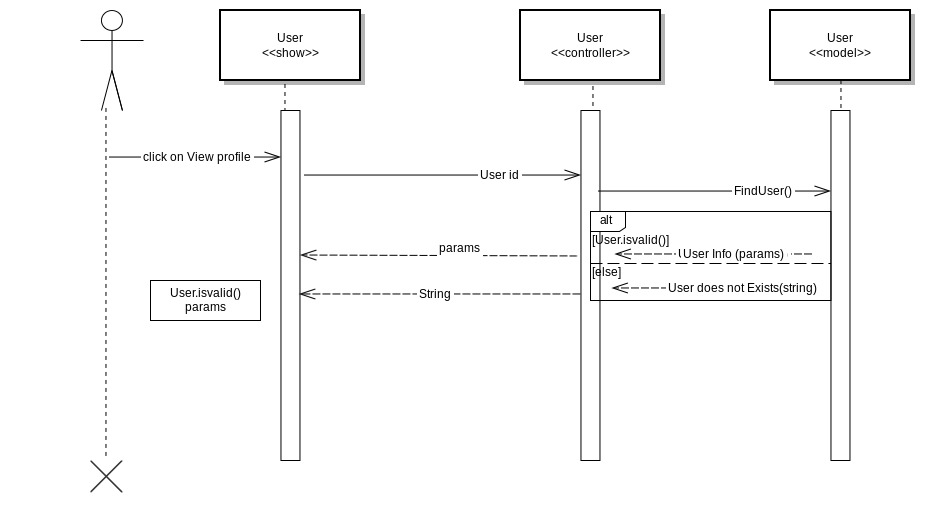 User
<<show>>
User
<<controller>>
User
<<model>>
click on View profile
User id
FindUser()
alt
[User.isvalid()]
params
User Info (params)
[else]
User.isvalid()
params
String
User does not Exists(string)